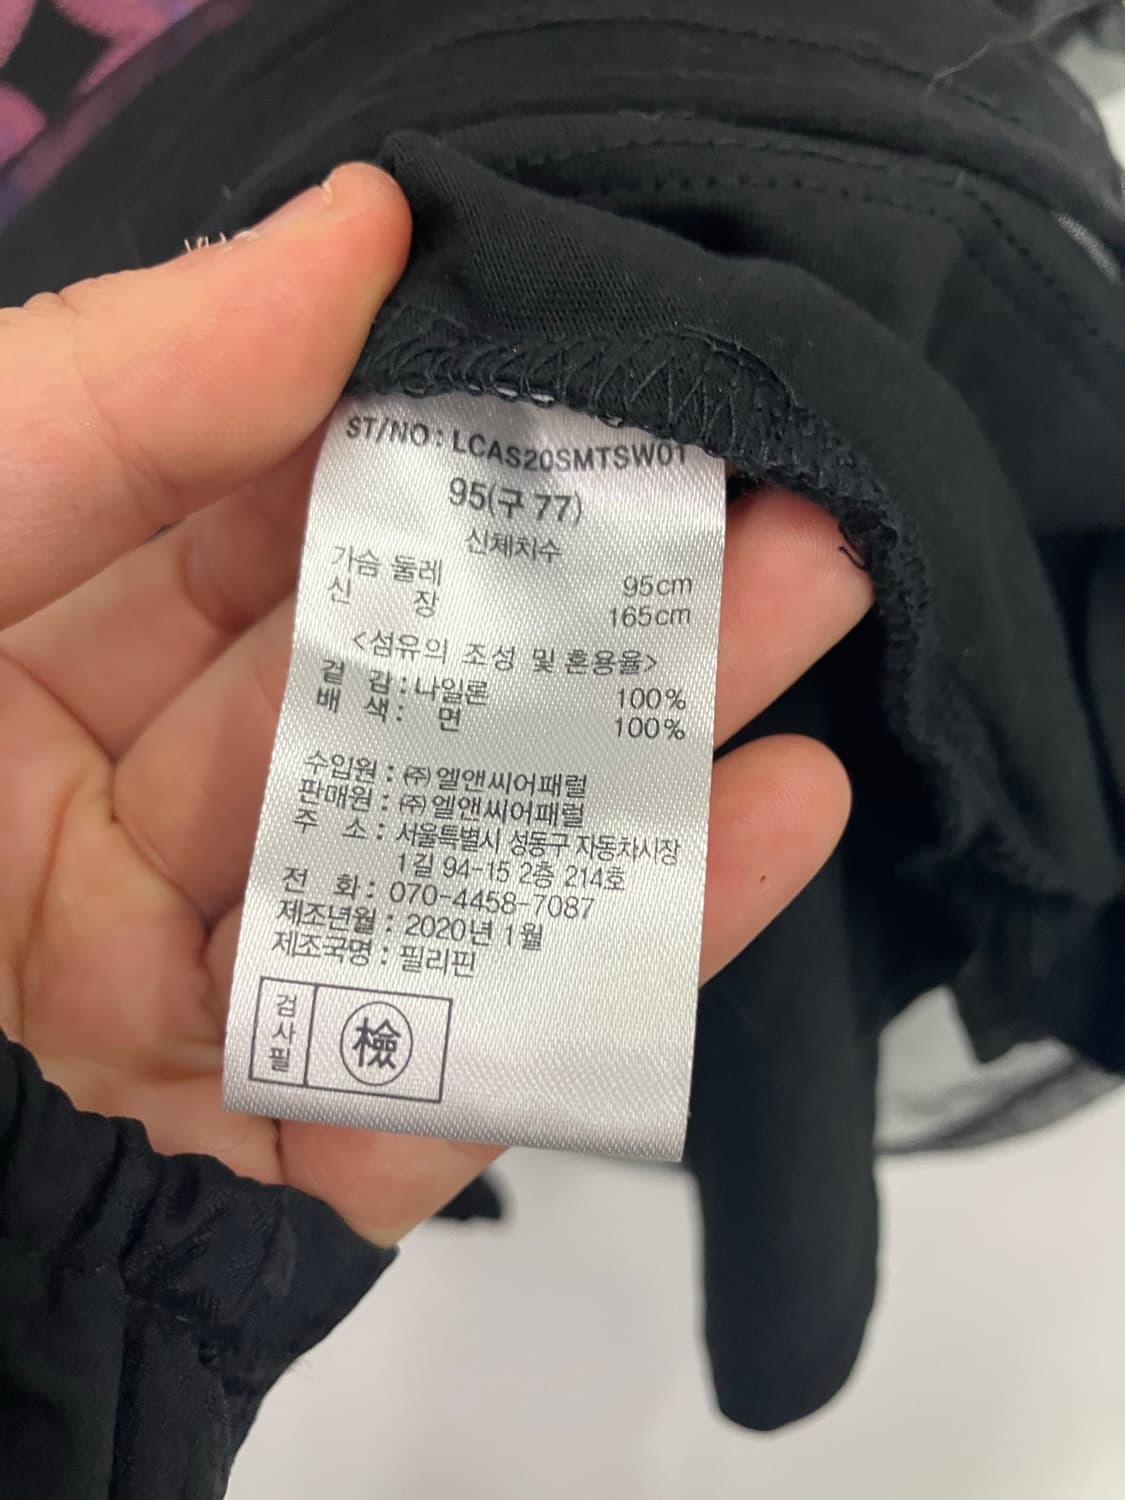 ST/NO : LCAS20SMTSW01
95(구 77)
신체치수
가슴 둘레 95cm
신 장 165cm
<섬유의 조성 및 혼용율>
겉 감 : 나일론 100%
배 색 : 면 100%
수입원 : ㈜ 엘앤씨어패럴
판매원 : ㈜ 엘앤씨어패럴
주 소 : 서울특별시 성동구 자동차시장
1길 94-15 2층 214호
전 화 : 070-4458-7087
제조년월 : 2020년 1월
제조국명 : 필리핀
검사필 檢